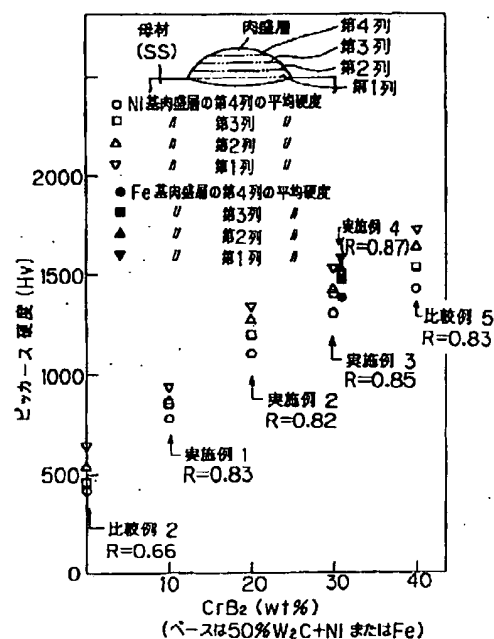 肉盛層
母材
(SS)
第4列
第3列
第2列
第1列
○ Ni基肉盛層の第4列の平均硬度
□ 〃 第3列 〃
△ 〃 第2列 〃
▽ 〃 第1列 〃
● Fe基肉盛層の第4列の平均硬度
■ 〃 第3列 〃
▲ 〃 第2列 〃
▼ 〃 第1列 〃
2000
1500
1000
500
0
ビッカース硬度(Hv)
実施例 4
(R=0.87)
比較例 5
R=0.83
実施例 3
R=0.85
実施例 2
R=0.82
実施例 1
R=0.83
比較例 2
R=0.66
10 20 30 40
CrB₂ (wt%)
(ベースは50%W₂C+Ni またはFe)